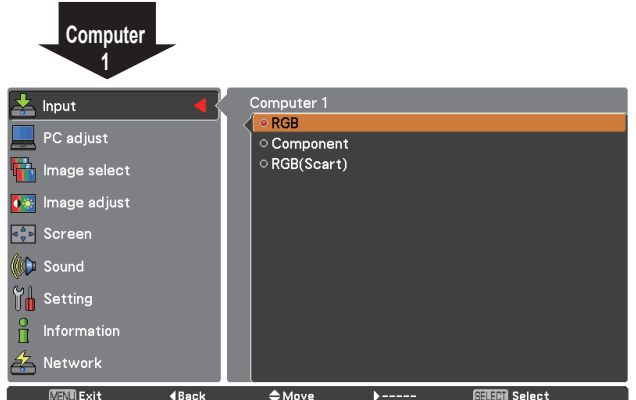 Computer
1
Input
PC adjust
Image select
Image adjust
Screen
Sound
Setting
Information
Network
Computer 1
RGB
Component
RGB(Scart)
MENU Exit Back Move ----- SELECT Select